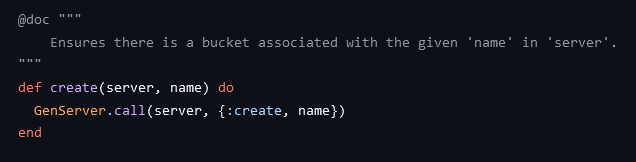 @doc """
    Ensures there is a bucket associated with the given 'name' in 'server'.
"""
def create(server, name) do
  GenServer.call(server, {:create, name})
end